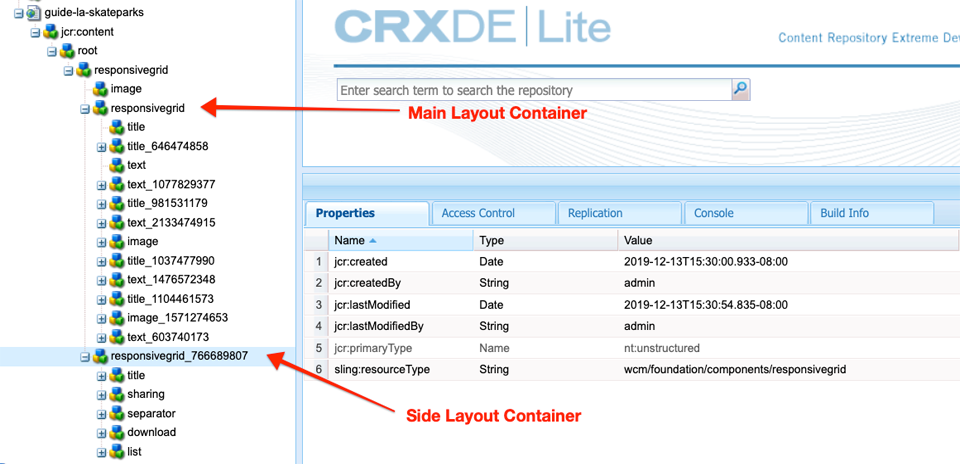 guide-la-skateparks
jcr:content
root
responsivegrid
image
responsivegrid
title
title_646474858
text
text_1077829377
title_981531179
text_2133474915
image
title_1037477990
text_1476572348
title_1104461573
image_1571274653
text_603740173
responsivegrid_766689807
title
sharing
separator
download
list
CRXDE | Lite
Content Repository Extreme Dev
Enter search term to search the repository
Main Layout Container
Properties Access Control Replication Console Build Info
Name Type Value
1 jcr:created Date 2019-12-13T15:30:00.933-08:00
2 jcr:createdBy String admin
3 jcr:lastModified Date 2019-12-13T15:30:54.835-08:00
4 jcr:lastModifiedBy String admin
5 jcr:primaryType Name nt:unstructured
6 sling:resourceType String wcm/foundation/components/responsivegrid
Side Layout Container